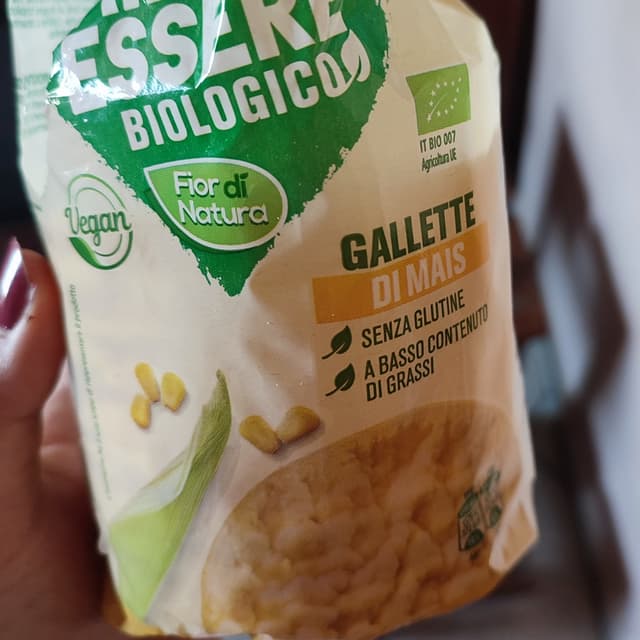 ESSERE
BIOLOGICO
Fior di
Natura
Vegan
IT BIO 007
Agricoltura UE
GALLETTE
DI MAIS
SENZA GLUTINE
A BASSO CONTENUTO
DI GRASSI